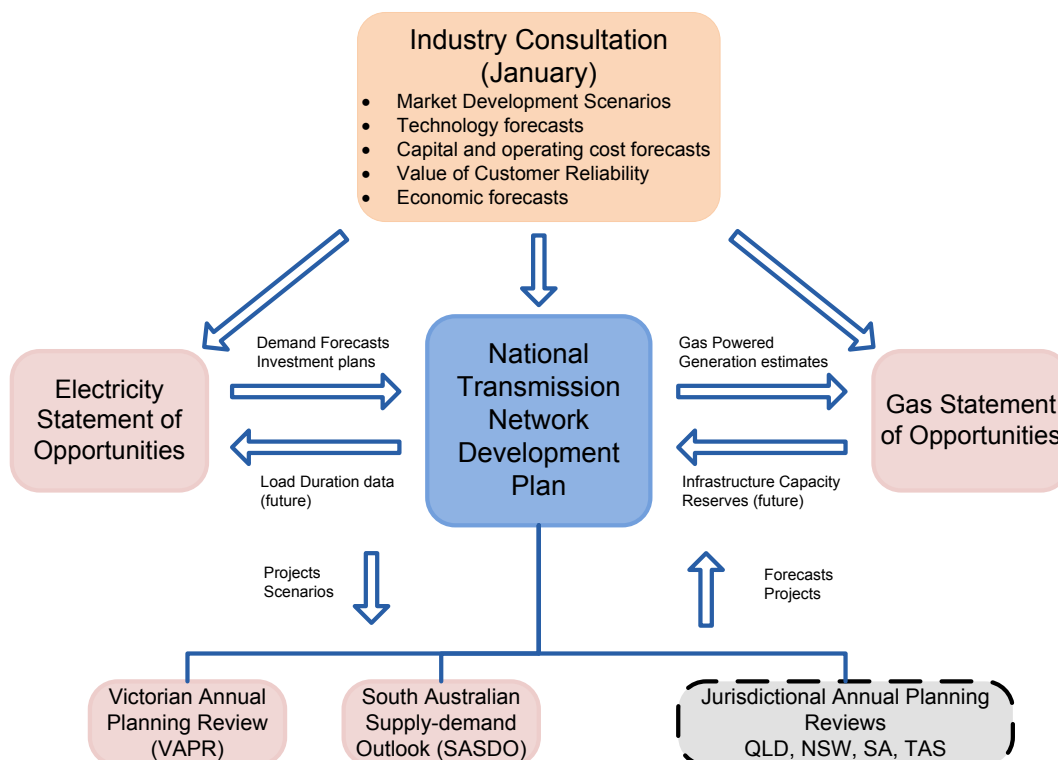 Industry Consultation
(January)
• Market Development Scenarios
• Technology forecasts
• Capital and operating cost forecasts
• Value of Customer Reliability
• Economic forecasts
Demand Forecasts
Investment plans
Gas Powered
Generation estimates
Electricity
Statement of
Opportunities
National
Transmission
Network
Development
Plan
Gas Statement
of Opportunities
Load Duration data
(future)
Infrastructure Capacity
Reserves (future)
Projects
Scenarios
Forecasts
Projects
Victorian Annual
Planning Review
(VAPR)
South Australian
Supply-demand
Outlook (SASDO)
Jurisdictional Annual Planning
Reviews
QLD, NSW, SA, TAS